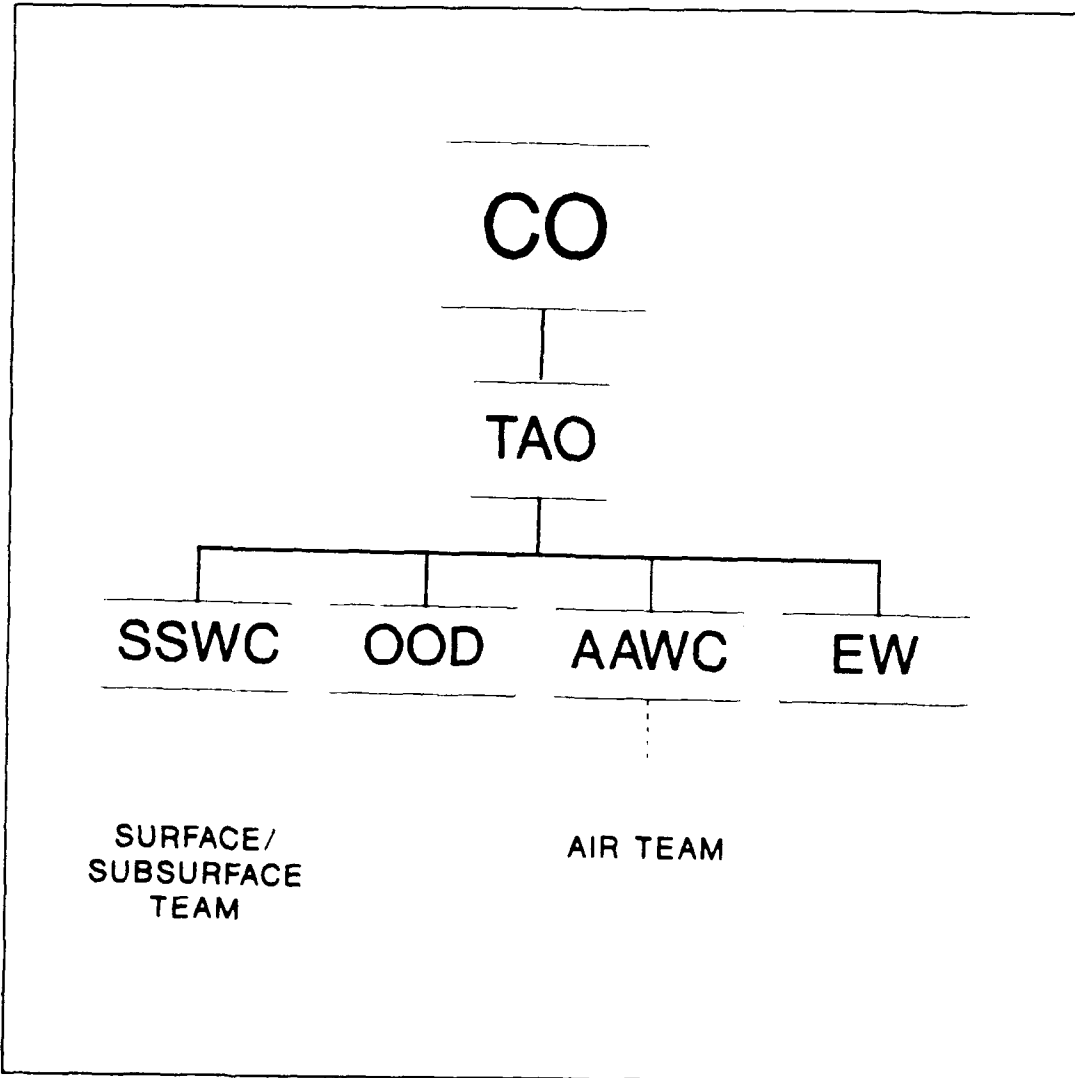 CO
TAO
SSWC OOD AAWC EW
SURFACE/
SUBSURFACE
TEAM
AIR TEAM